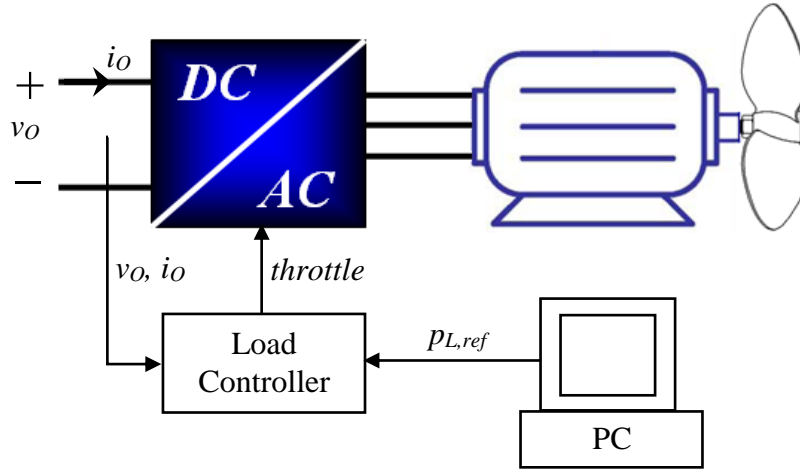 iO
DC
+
vO
−
AC
vO, iO
throttle
Load
Controller
pL,ref
PC